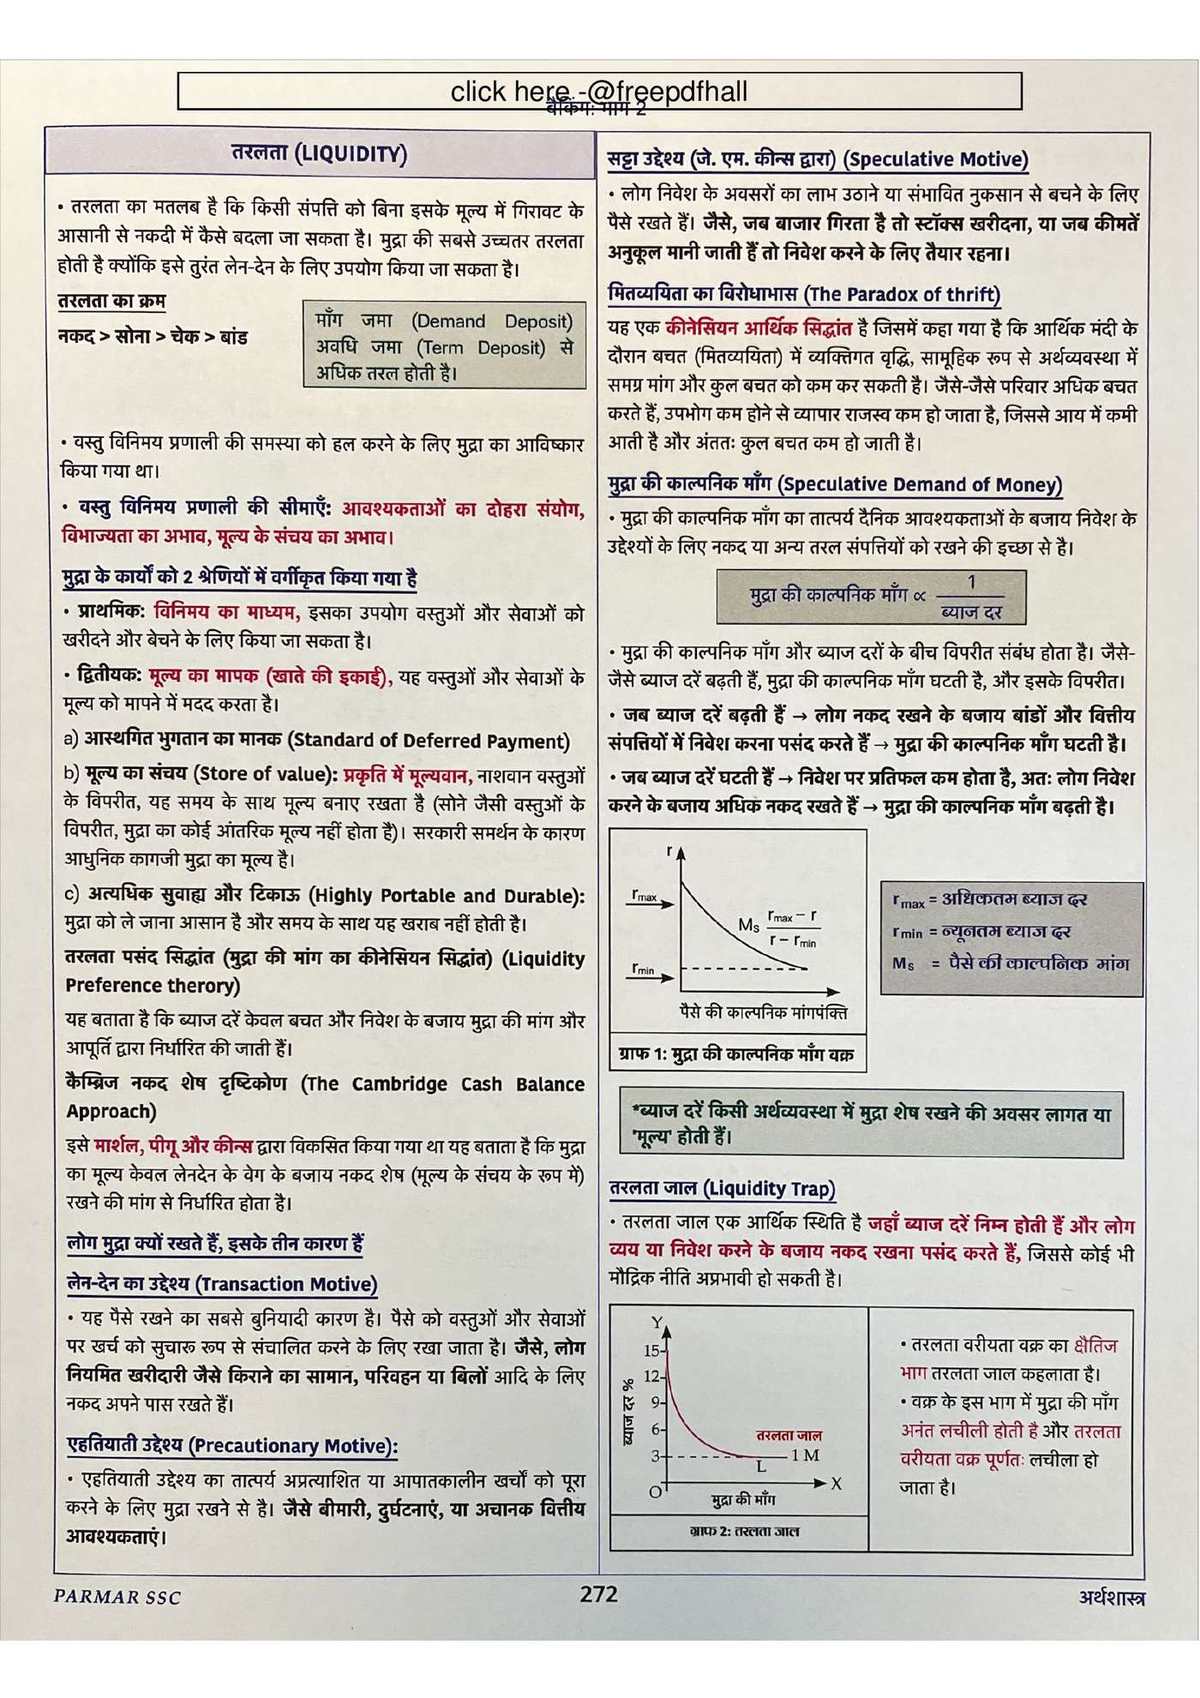 click here -@freepdfhall
बैंकिंग: भाग 2
तरलता (LIQUIDITY)
• तरलता का मतलब है कि किसी संपत्ति को बिना इसके मूल्य में गिरावट के
आसानी से नकदी में कैसे बदला जा सकता है। मुद्रा की सबसे उच्चतर तरलता
होती है क्योंकि इसे तुरंत लेन-देन के लिए उपयोग किया जा सकता है।
तरलता का क्रम
नकद > सोना > चेक > बांड
माँग जमा (Demand Deposit)
अवधि जमा (Term Deposit) से
अधिक तरल होती है।
• वस्तु विनिमय प्रणाली की समस्या को हल करने के लिए मुद्रा का आविष्कार
किया गया था।
• वस्तु विनिमय प्रणाली की सीमाएँ: आवश्यकताओं का दोहरा संयोग,
विभाज्यता का अभाव, मूल्य के संचय का अभाव।
मुद्रा के कार्यों को 2 श्रेणियों में वर्गीकृत किया गया है
• प्राथमिक: विनिमय का माध्यम, इसका उपयोग वस्तुओं और सेवाओं को
खरीदने और बेचने के लिए किया जा सकता है।
• द्वितीयक: मूल्य का मापक (खाते की इकाई), यह वस्तुओं और सेवाओं के
मूल्य को मापने में मदद करता है।
a) आस्थगित भुगतान का मानक (Standard of Deferred Payment)
b) मूल्य का संचय (Store of value): प्रकृति में मूल्यवान, नाशवान वस्तुओं
के विपरीत, यह समय के साथ मूल्य बनाए रखता है (सोने जैसी वस्तुओं के
विपरीत, मुद्रा का कोई आंतरिक मूल्य नहीं होता है)। सरकारी समर्थन के कारण
आधुनिक कागजी मुद्रा का मूल्य है।
c) अत्यधिक सुवाह्य और टिकाऊ (Highly Portable and Durable):
मुद्रा को ले जाना आसान है और समय के साथ यह खराब नहीं होती है।
तरलता पसंद सिद्धांत (मुद्रा की मांग का कीनेसियन सिद्धांत) (Liquidity
Preference therory)
यह बताता है कि ब्याज दरें केवल बचत और निवेश के बजाय मुद्रा की मांग और
आपूर्ति द्वारा निर्धारित की जाती हैं।
कैम्ब्रिज नकद शेष दृष्टिकोण (The Cambridge Cash Balance
Approach)
इसे मार्शल, पीगू और कीन्स द्वारा विकसित किया गया था यह बताता है कि मुद्रा
का मूल्य केवल लेनदेन के वेग के बजाय नकद शेष (मूल्य के संचय के रूप में)
रखने की मांग से निर्धारित होता है।
लोग मुद्रा क्यों रखते हैं, इसके तीन कारण हैं
लेन-देन का उद्देश्य (Transaction Motive)
• यह पैसे रखने का सबसे बुनियादी कारण है। पैसे को वस्तुओं और सेवाओं
पर खर्च को सुचारू रूप से संचालित करने के लिए रखा जाता है। जैसे, लोग
नियमित खरीदारी जैसे किराने का सामान, परिवहन या बिलों आदि के लिए
नकद अपने पास रखते हैं।
एहतियाती उद्देश्य (Precautionary Motive):
• एहतियाती उद्देश्य का तात्पर्य अप्रत्याशित या आपातकालीन खर्चों को पूरा
करने के लिए मुद्रा रखने से है। जैसे बीमारी, दुर्घटनाएं, या अचानक वित्तीय
आवश्यकताएं।
सट्टा उद्देश्य (जे. एम. कीन्स द्वारा) (Speculative Motive)
• लोग निवेश के अवसरों का लाभ उठाने या संभावित नुकसान से बचने के लिए
पैसे रखते हैं। जैसे, जब बाजार गिरता है तो स्टॉक्स खरीदना, या जब कीमतें
अनुकूल मानी जाती हैं तो निवेश करने के लिए तैयार रहना।
मितव्ययिता का विरोधाभास (The Paradox of thrift)
यह एक कीनेसियन आर्थिक सिद्धांत है जिसमें कहा गया है कि आर्थिक मंदी के
दौरान बचत (मितव्ययिता) में व्यक्तिगत वृद्धि, सामूहिक रूप से अर्थव्यवस्था में
समग्र मांग और कुल बचत को कम कर सकती है। जैसे-जैसे परिवार अधिक बचत
करते हैं, उपभोग कम होने से व्यापार राजस्व कम हो जाता है, जिससे आय में कमी
आती है और अंततः कुल बचत कम हो जाती है।
मुद्रा की काल्पनिक माँग (Speculative Demand of Money)
• मुद्रा की काल्पनिक माँग का तात्पर्य दैनिक आवश्यकताओं के बजाय निवेश के
उद्देश्यों के लिए नकद या अन्य तरल संपत्तियों को रखने की इच्छा से है।
मुद्रा की काल्पनिक माँग ∝ 1
ब्याज दर
• मुद्रा की काल्पनिक माँग और ब्याज दरों के बीच विपरीत संबंध होता है। जैसे-
जैसे ब्याज दरें बढ़ती हैं, मुद्रा की काल्पनिक माँग घटती है, और इसके विपरीत।
• जब ब्याज दरें बढ़ती हैं → लोग नकद रखने के बजाय बांडों और वित्तीय
संपत्तियों में निवेश करना पसंद करते हैं → मुद्रा की काल्पनिक माँग घटती है।
• जब ब्याज दरें घटती हैं → निवेश पर प्रतिफल कम होता है, अतः लोग निवेश
करने के बजाय अधिक नकद रखते हैं → मुद्रा की काल्पनिक माँग बढ़ती है।
r
rmax
Ms rmax – r
r – rmin
rmin
पैसे की काल्पनिक मांगपंक्ति
ग्राफ 1: मुद्रा की काल्पनिक माँग वक्र
rmax = अधिकतम ब्याज दर
rmin = न्यूनतम ब्याज दर
Ms = पैसे की काल्पनिक मांग
*ब्याज दरें किसी अर्थव्यवस्था में मुद्रा शेष रखने की अवसर लागत या
'मूल्य' होती हैं।
तरलता जाल (Liquidity Trap)
• तरलता जाल एक आर्थिक स्थिति है जहाँ ब्याज दरें निम्न होती हैं और लोग
व्यय या निवेश करने के बजाय नकद रखना पसंद करते हैं, जिससे कोई भी
मौद्रिक नीति अप्रभावी हो सकती है।
Y
15
12
9
6
3
ब्याज दर %
तरलता जाल
1 M
L
O
X
मुद्रा की माँग
ग्राफ 2: तरलता जाल
• तरलता वरीयता वक्र का क्षैतिज
भाग तरलता जाल कहलाता है।
• वक्र के इस भाग में मुद्रा की माँग
अनंत लचीली होती है और तरलता
वरीयता वक्र पूर्णतः लचीला हो
जाता है।
PARMAR SSC
272
अर्थशास्त्र